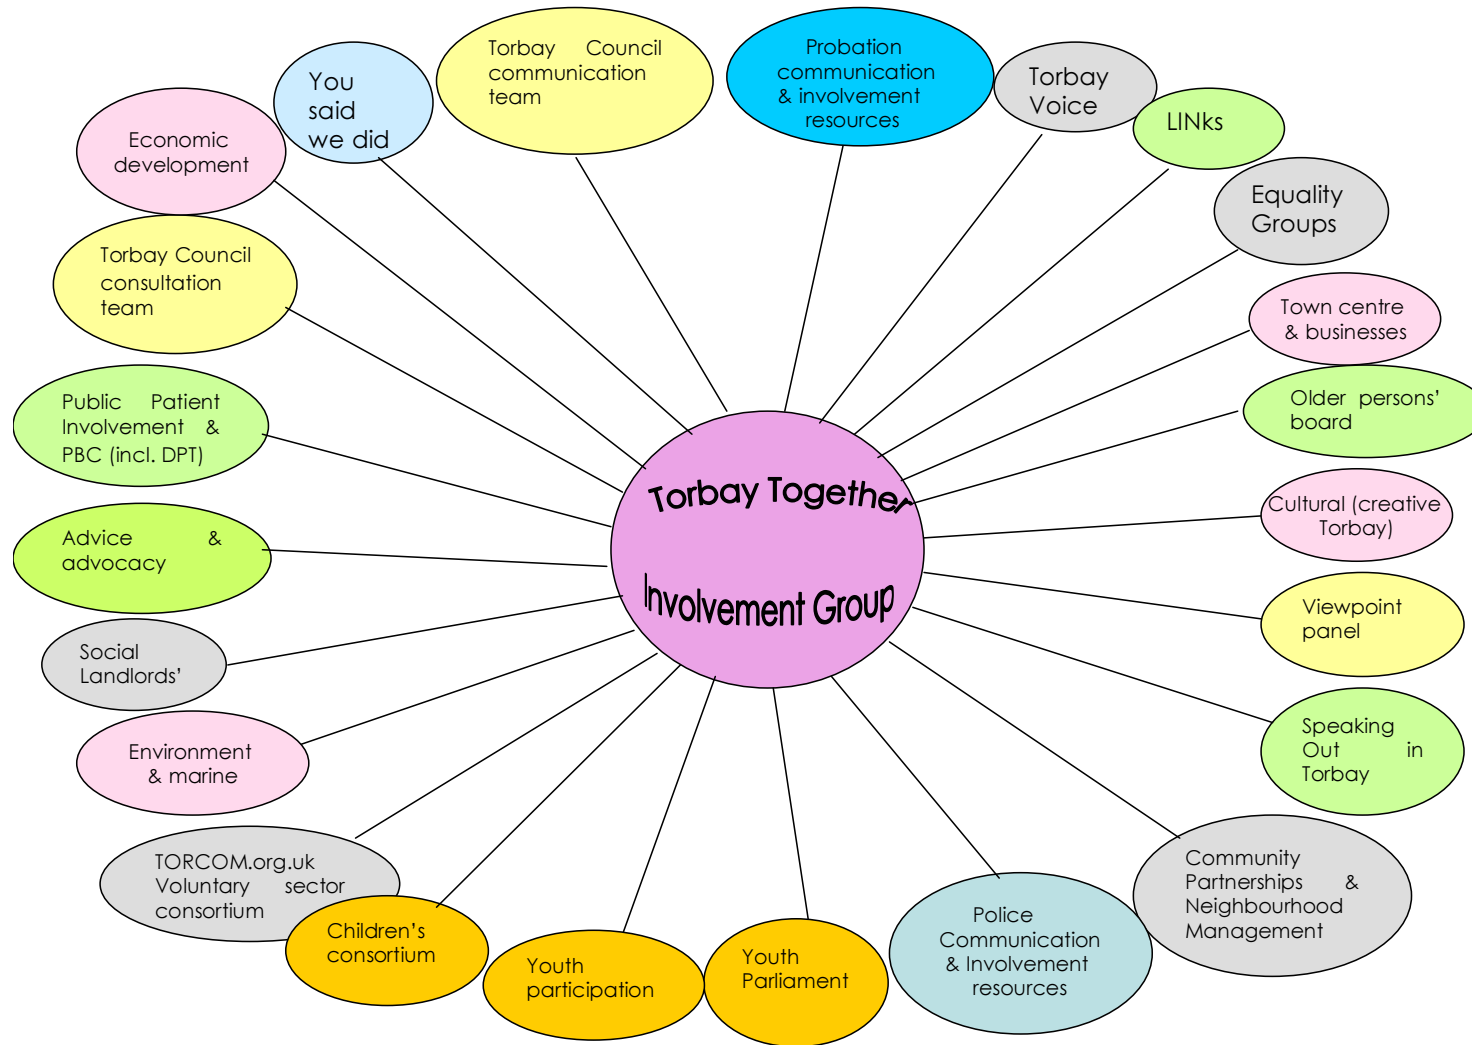 Torbay Council
communication
team
Probation
communication
& involvement
resources
You
said
we did
Torbay
Voice
LINks
Economic
development
Equality
Groups
Torbay Council
consultation
team
Town centre
& businesses
Public Patient
Involvement &
PBC (incl. DPT)
Older persons'
board
Torbay Together
Involvement Group
Cultural (creative
Torbay)
Advice &
advocacy
Viewpoint
panel
Social
Landlords'
Speaking
Out in
Torbay
Environment
& marine
TORCOM.org.uk
Voluntary sector
consortium
Community
Partnerships &
Neighbourhood
Management
Children's
consortium
Youth
participation
Youth
Parliament
Police
Communication
& Involvement
resources